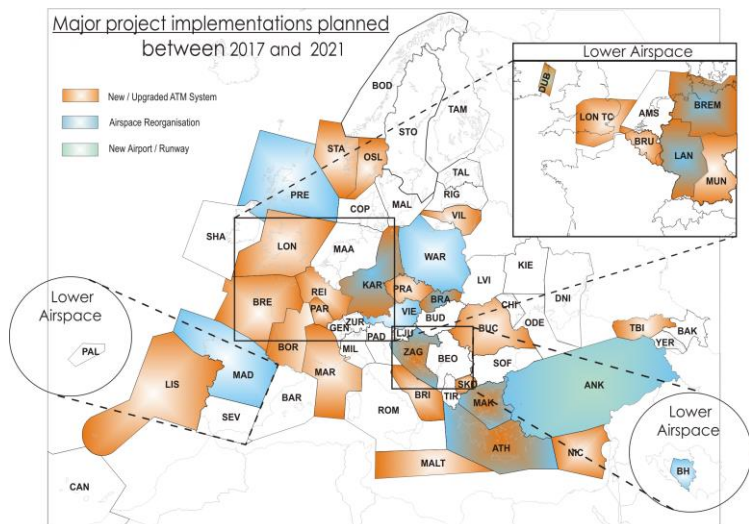 Major project implementations planned
between 2017 and 2021
New / Upgraded ATM System
Airspace Reorganisation
New Airport / Runway
Lower Airspace
DUB
LON TC
AMS
BREM
BRU
LAN
MUN
BOD
TAM
STO
STA
OSL
PRE
TAL
RIG
COP
MAL
VIL
SHA
LON
MAA
WAR
KIE
KAR
LVI
BRE
REI
PRA
DNI
PAR
BRA
VIE
CHI
ZUR
BUD
ODE
GEN
LJU
BUC
TBI
BAK
BOR
MIL
PAD
ZAG
BEO
YER
Lower
Airspace
PAL
MAD
MAR
SOF
ANK
LIS
SKO
TIR
BAR
MAK
SEV
ROM
BRI
Lower
Airspace
ATH
NIC
MALT
BH
CAN